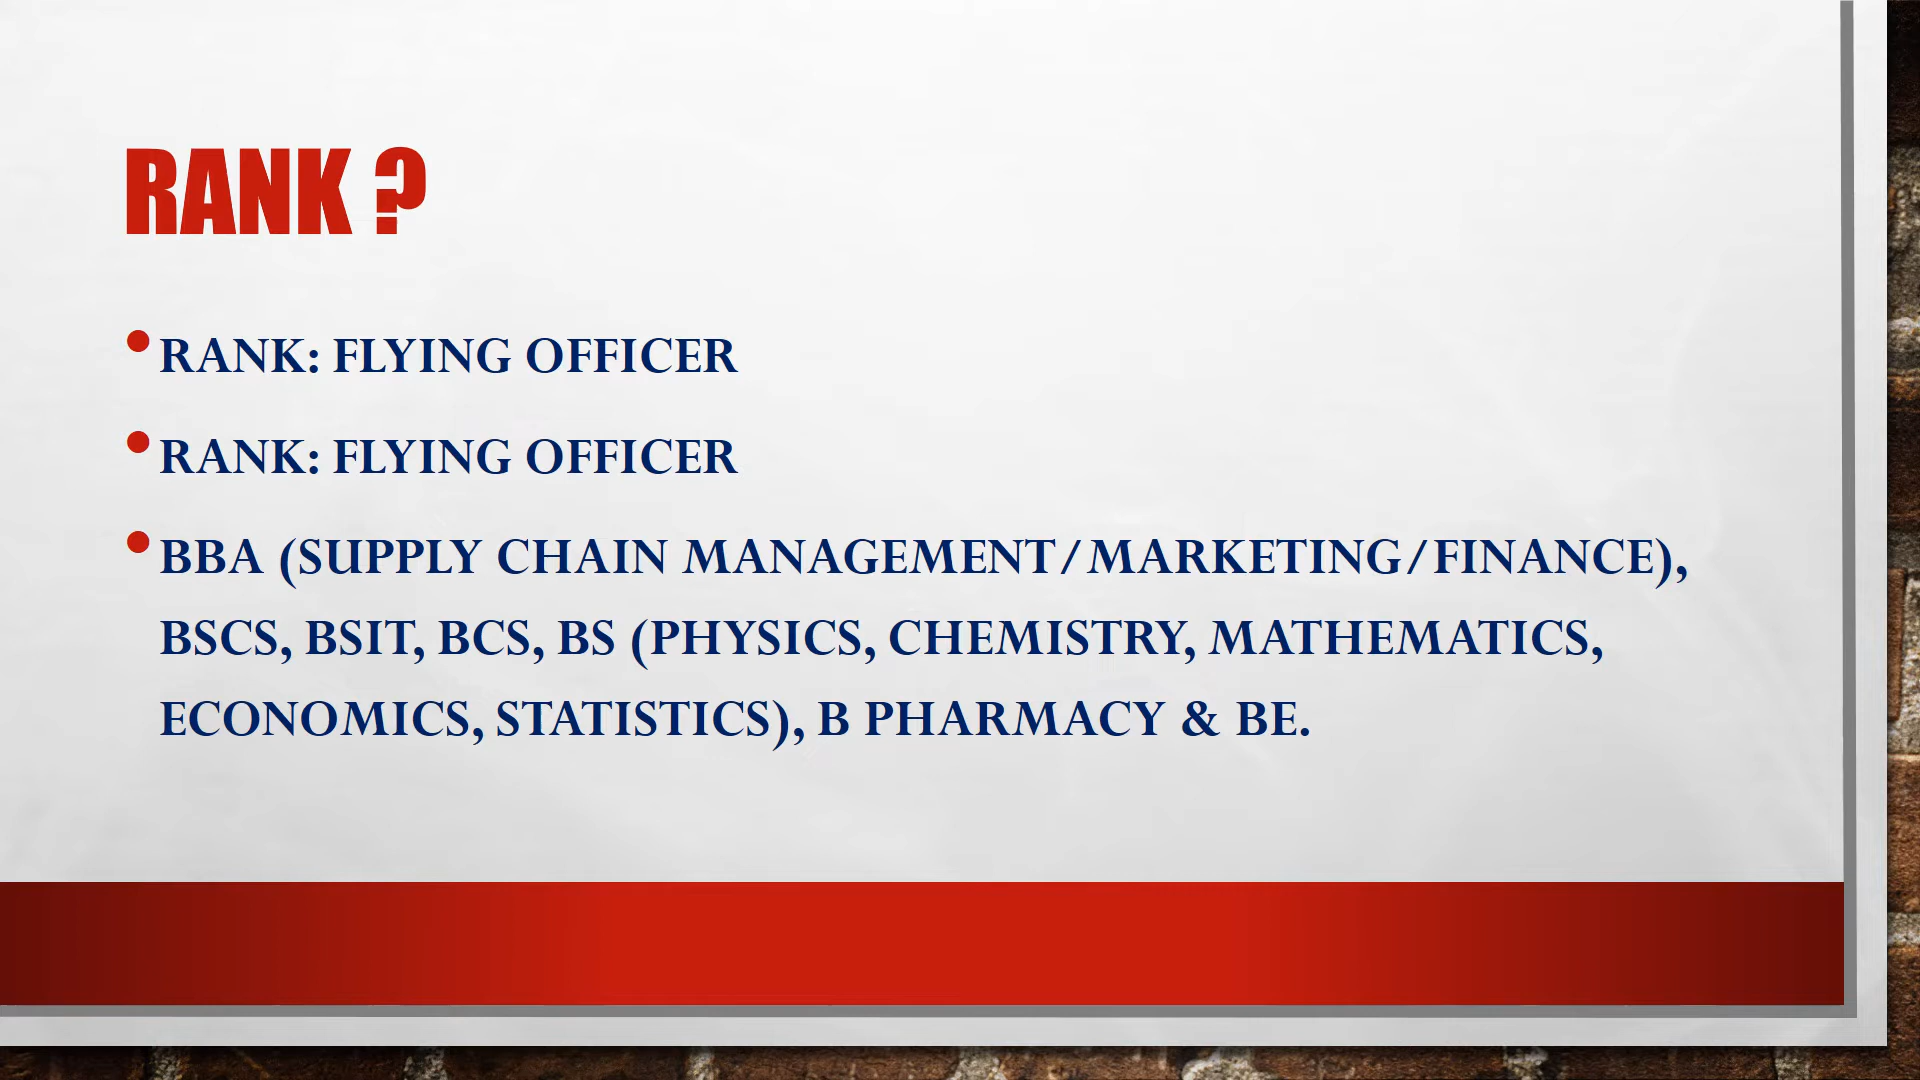 RANK ?
• RANK: FLYING OFFICER
• RANK: FLYING OFFICER
• BBA (SUPPLY CHAIN MANAGEMENT/MARKETING/FINANCE),
BSCS, BSIT, BCS, BS (PHYSICS, CHEMISTRY, MATHEMATICS,
ECONOMICS, STATISTICS), B PHARMACY & BE.